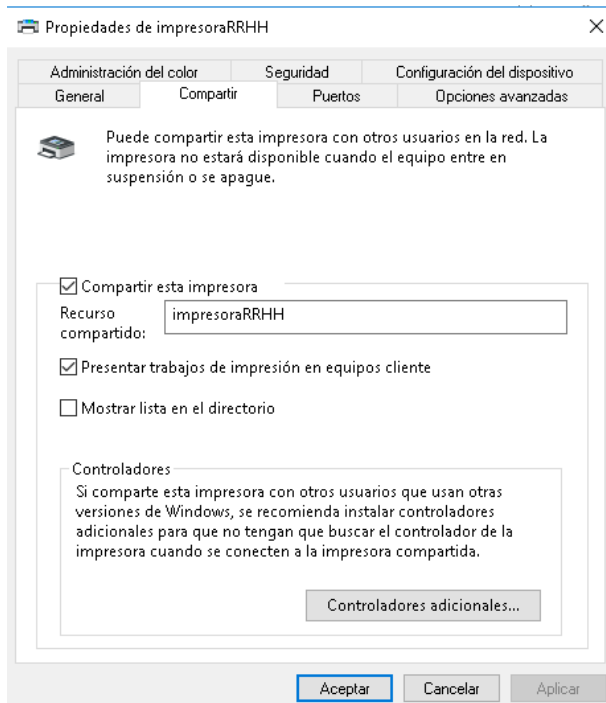 Propiedades de impresoraRRHH
Administración del color
Seguridad
Configuración del dispositivo
General
Compartir
Puertos
Opciones avanzadas
Puede compartir esta impresora con otros usuarios en la red. La
impresora no estará disponible cuando el equipo entre en
suspensión o se apague.
Compartir esta impresora
Recurso
compartido:
impresoraRRHH
Presentar trabajos de impresión en equipos cliente
Mostrar lista en el directorio
Controladores
Si comparte esta impresora con otros usuarios que usan otras
versiones de Windows, se recomienda instalar controladores
adicionales para que no tengan que buscar el controlador de la
impresora cuando se conecten a la impresora compartida.
Controladores adicionales...
Aceptar
Cancelar
Aplicar